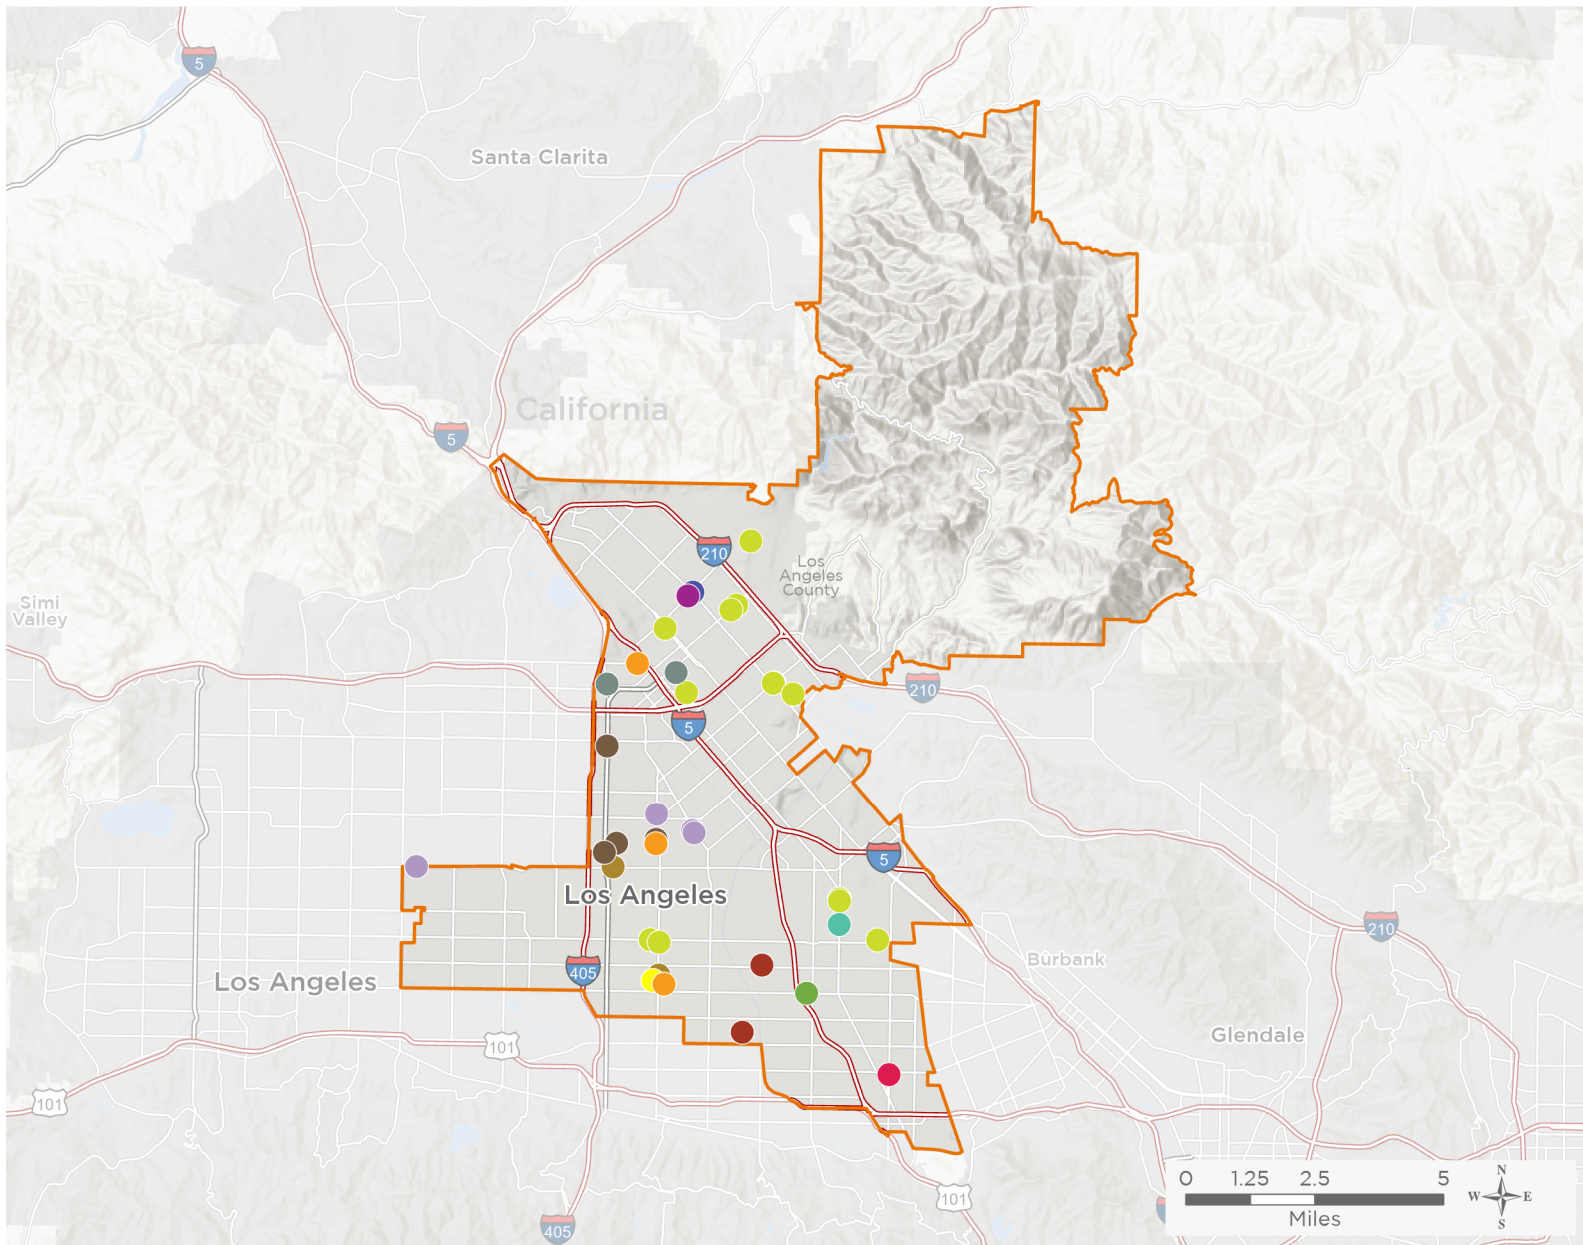 5
Santa Clarita
California
5
210
Los
Angeles
County
Simi
Valley
210
5
5
Los Angeles
210
405
Los Angeles
Burbank
Glendale
101
101
0 1.25 2.5 5
Miles
N
W E
S
101
405